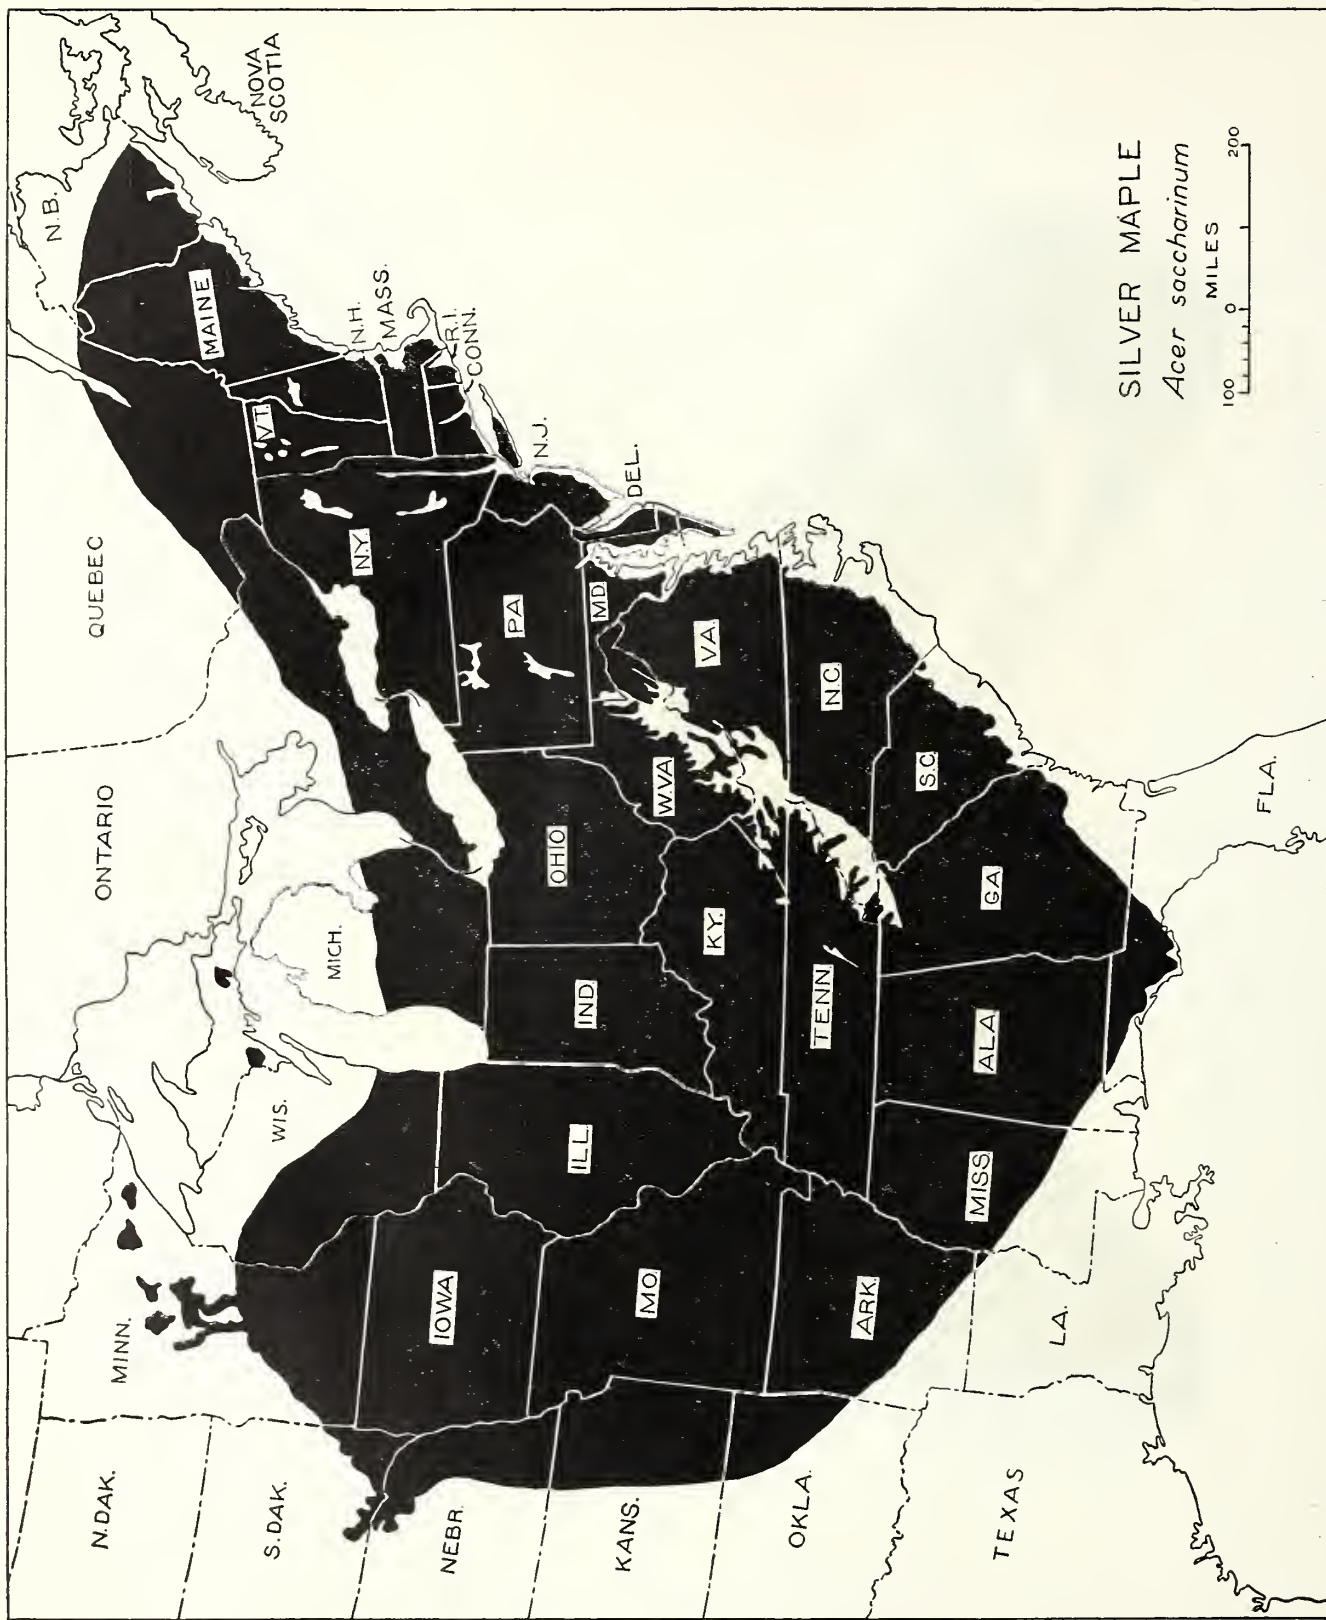 N. DAK.
MINN.
ONTARIO
QUEBEC
N.B.
NOVA
SCOTIA
S. DAK.
WIS.
MICH.
VT.
MAINE
N.H.
MASS.
R.I.
CONN.
NEBR.
IOWA
ILL.
IND
OHIO
PA
N.Y.
N.J.
DEL.
MD
KANS.
MO.
KY.
W.VA
VA.
OKLA.
ARK.
TENN
N.C.
S.C.
TEXAS
LA.
MISS
ALA
GA
FLA.
SILVER MAPLE
Acer saccharinum
MILES
100 0 200